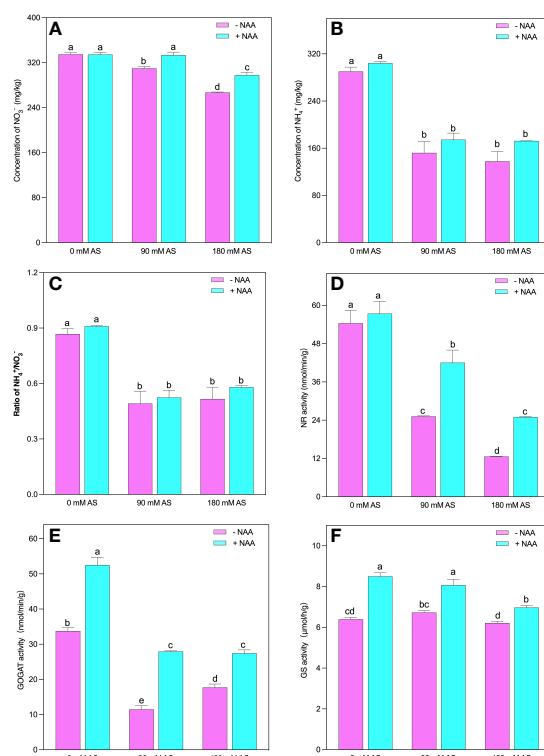 A
- NAA
+ NAA
Concentration of NO₃⁻ (mg/kg)
400
320
240
160
80
0
a a
b a
d c
0 mM AS 90 mM AS 180 mM AS
B
- NAA
+ NAA
Concentration of NH₄⁺ (mg/kg)
320
240
160
80
0
a a
b b
b b
0 mM AS 90 mM AS 180 mM AS
C
- NAA
+ NAA
Ratio of NH₄⁺/NO₃⁻
1.2
0.9
0.6
0.3
0.0
a a
b b
b b
0 mM AS 90 mM AS 180 mM AS
D
- NAA
+ NAA
NR activity (nmol/min/g)
60
48
36
24
12
0
a a
c b
d c
0 mM AS 90 mM AS 180 mM AS
E
- NAA
+ NAA
GOGAT activity (nmol/min/g)
60
50
40
30
20
10
0
b a
e c
d c
F
- NAA
+ NAA
GS activity (μmol/h/g)
10
8
6
4
2
0
cd a
bc a
d b